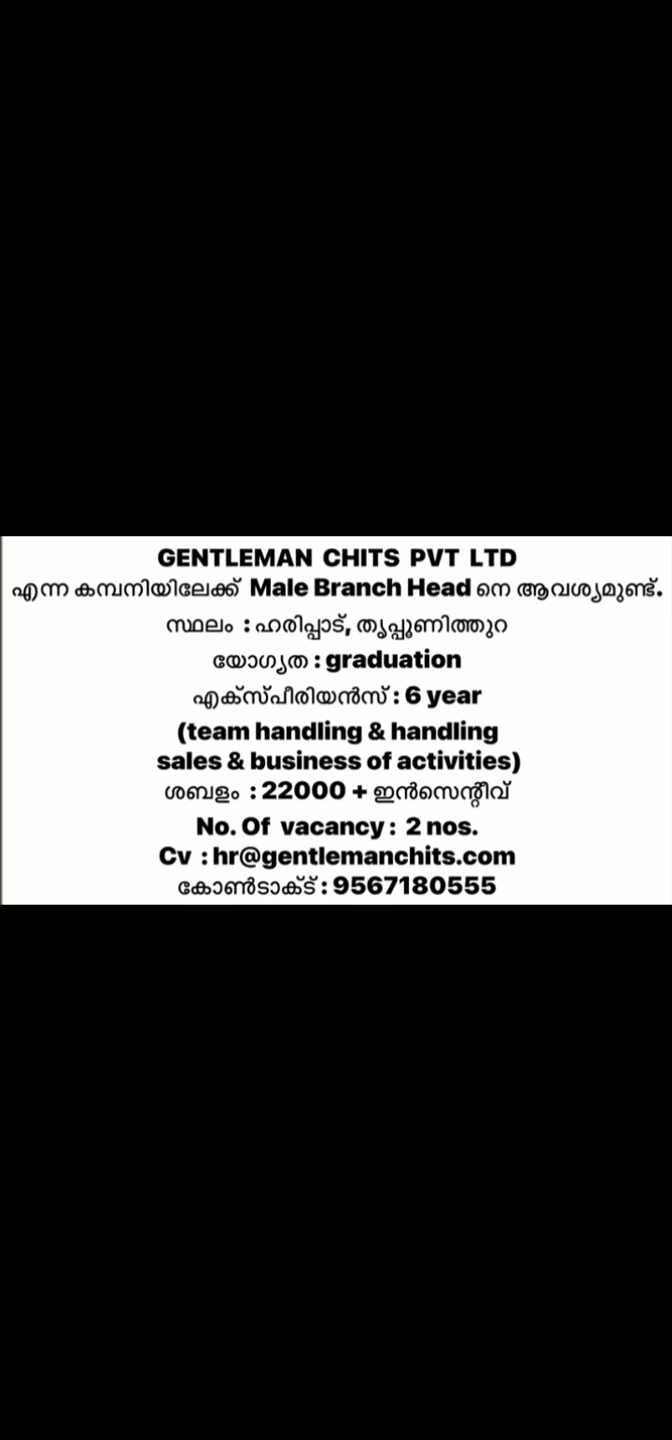 GENTLEMAN CHITS PVT LTD
എന്ന കമ്പനിയിലേക്ക് Male Branch Head നെ ആവശ്യമുണ്ട്.
സ്ഥലം : ഹരിപ്പാട്, തൃപ്പൂണിത്തുറ
യോഗ്യത : graduation
എക്സ്പീരിയൻസ് : 6 year
(team handling & handling
sales & business of activities)
ശബളം : 22000 + ഇൻസെന്റീവ്
No. Of vacancy : 2 nos.
Cv : hr@gentlemanchits.com
കോൺടാക്ട് : 9567180555